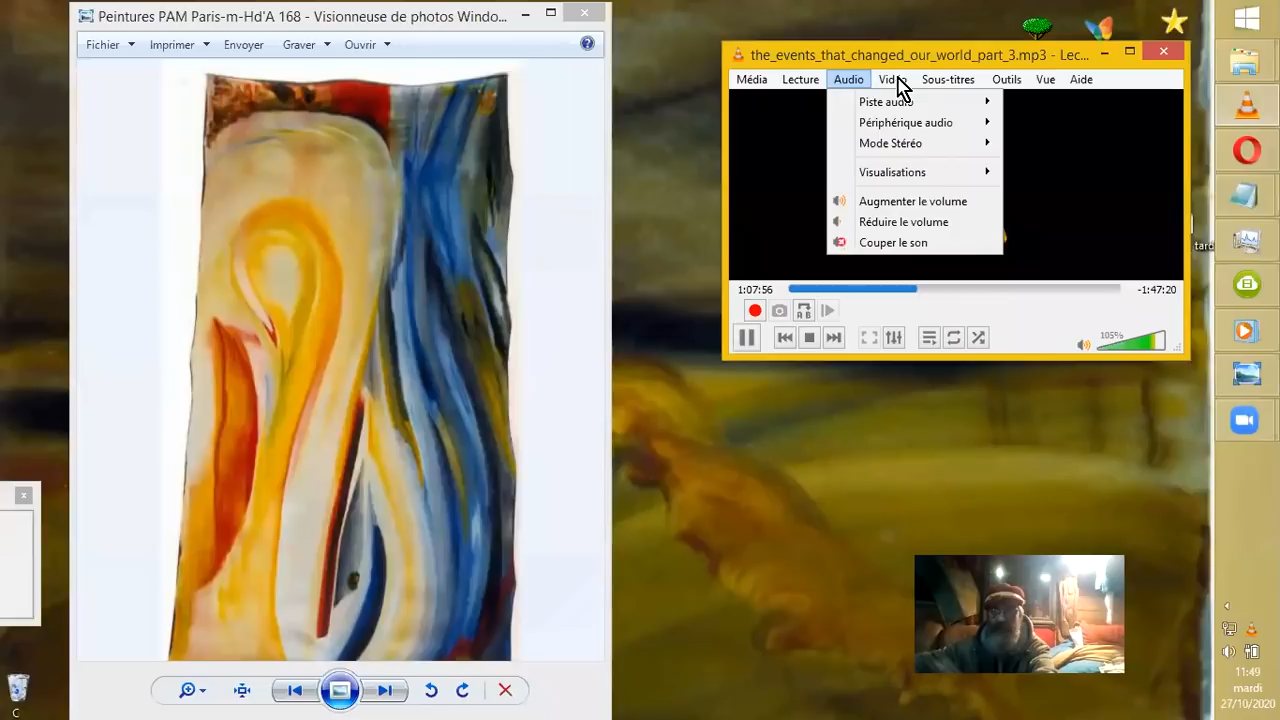 Peintures PAM Paris-m-Hd'A 168 - Visionneuse de photos Windo...
Fichier Imprimer Envoyer Graver Ouvrir
the_events_that_changed_our_world_part_3.mp3 - Lec...
Média Lecture Audio Vidéo Sous-titres Outils Vue Aide
Piste audio
Périphérique audio
Mode Stéréo
Visualisations
Augmenter le volume
Réduire le volume
Couper le son
1:07:56 -1:47:20
105%
tard
11:49
mardi
27/10/2020
C